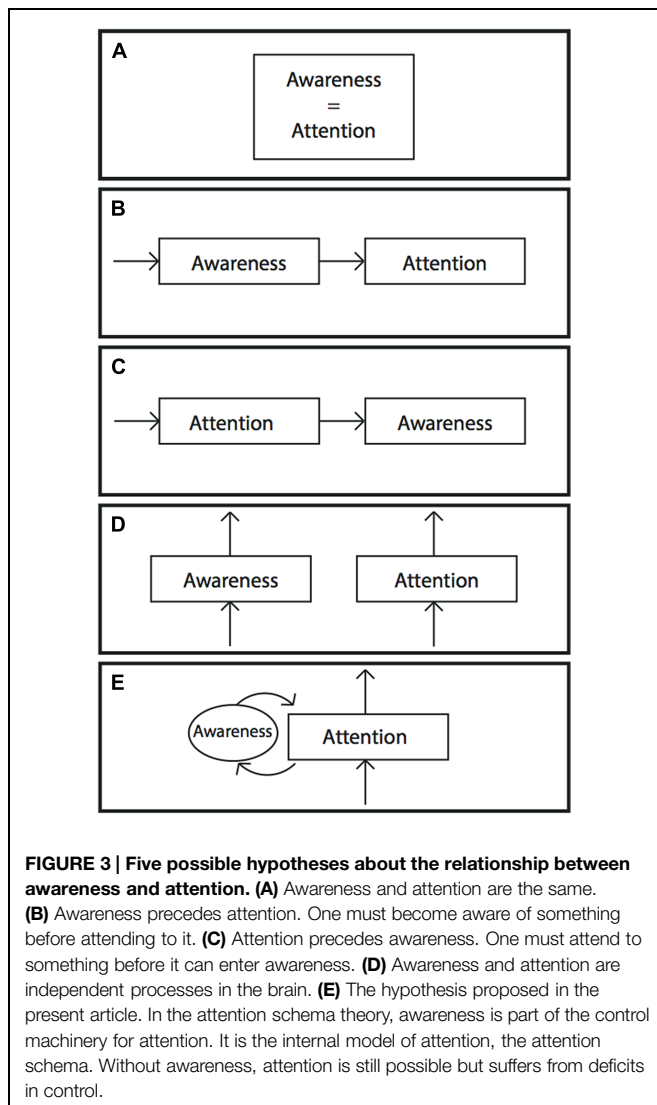 A
Awareness
=
Attention
B
Awareness
Attention
C
Attention
Awareness
D
Awareness
Attention
E
Awareness
Attention
FIGURE 3 | Five possible hypotheses about the relationship between
awareness and attention. (A) Awareness and attention are the same.
(B) Awareness precedes attention. One must become aware of something
before attending to it. (C) Attention precedes awareness. One must attend to
something before it can enter awareness. (D) Awareness and attention are
independent processes in the brain. (E) The hypothesis proposed in the
present article. In the attention schema theory, awareness is part of the control
machinery for attention. It is the internal model of attention, the attention
schema. Without awareness, attention is still possible but suffers from deficits
in control.